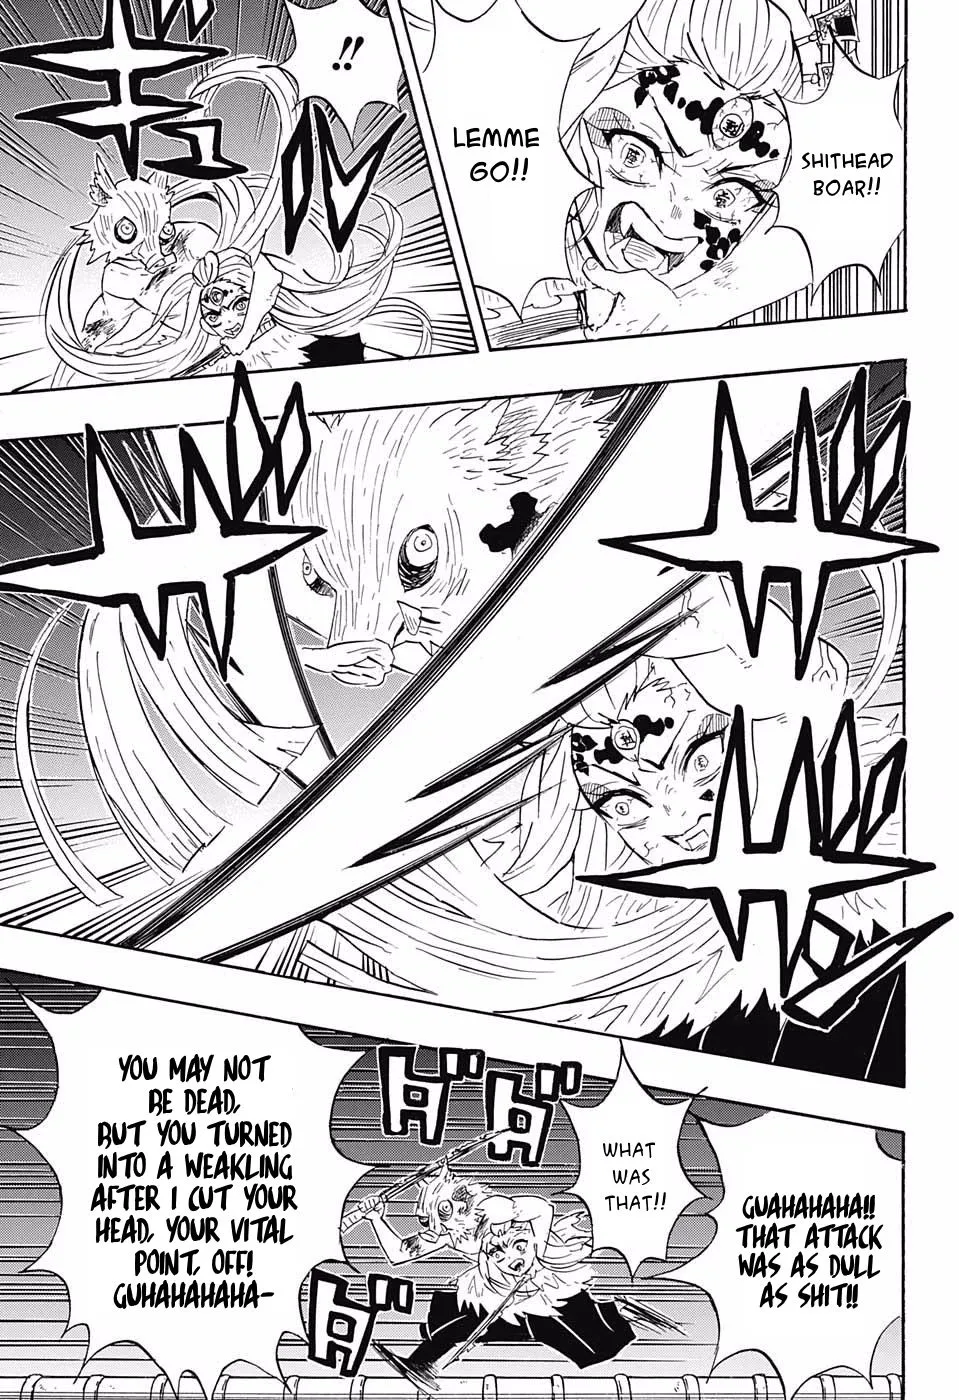 SHITHEAD
BOAR!!
LEMME
GO!!
!!
GUAHAHAHA!!
THAT ATTACK
WAS AS DULL
AS SHIT!!
WHAT
WAS
THAT!!
YOU MAY NOT
BE DEAD,
BUT YOU TURNED
INTO A WEAKLING
AFTER I CUT YOUR
HEAD, YOUR VITAL
POINT, OFF!
GUHAHAHAHA-